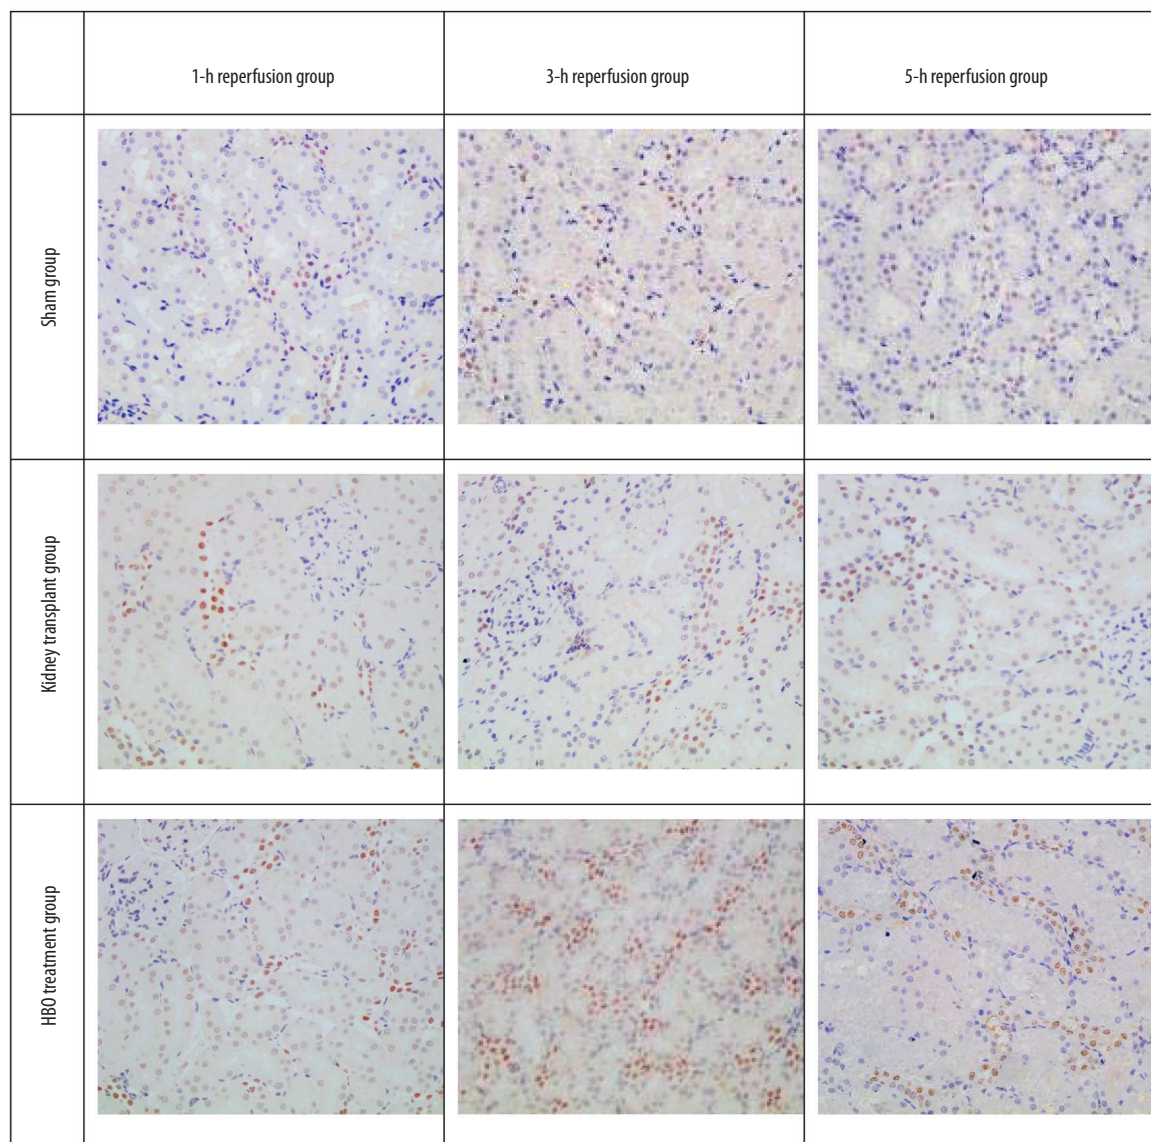 1-h reperfusion group
3-h reperfusion group
5-h reperfusion group
Sham group
Kidney transplant group
HBO treatment group